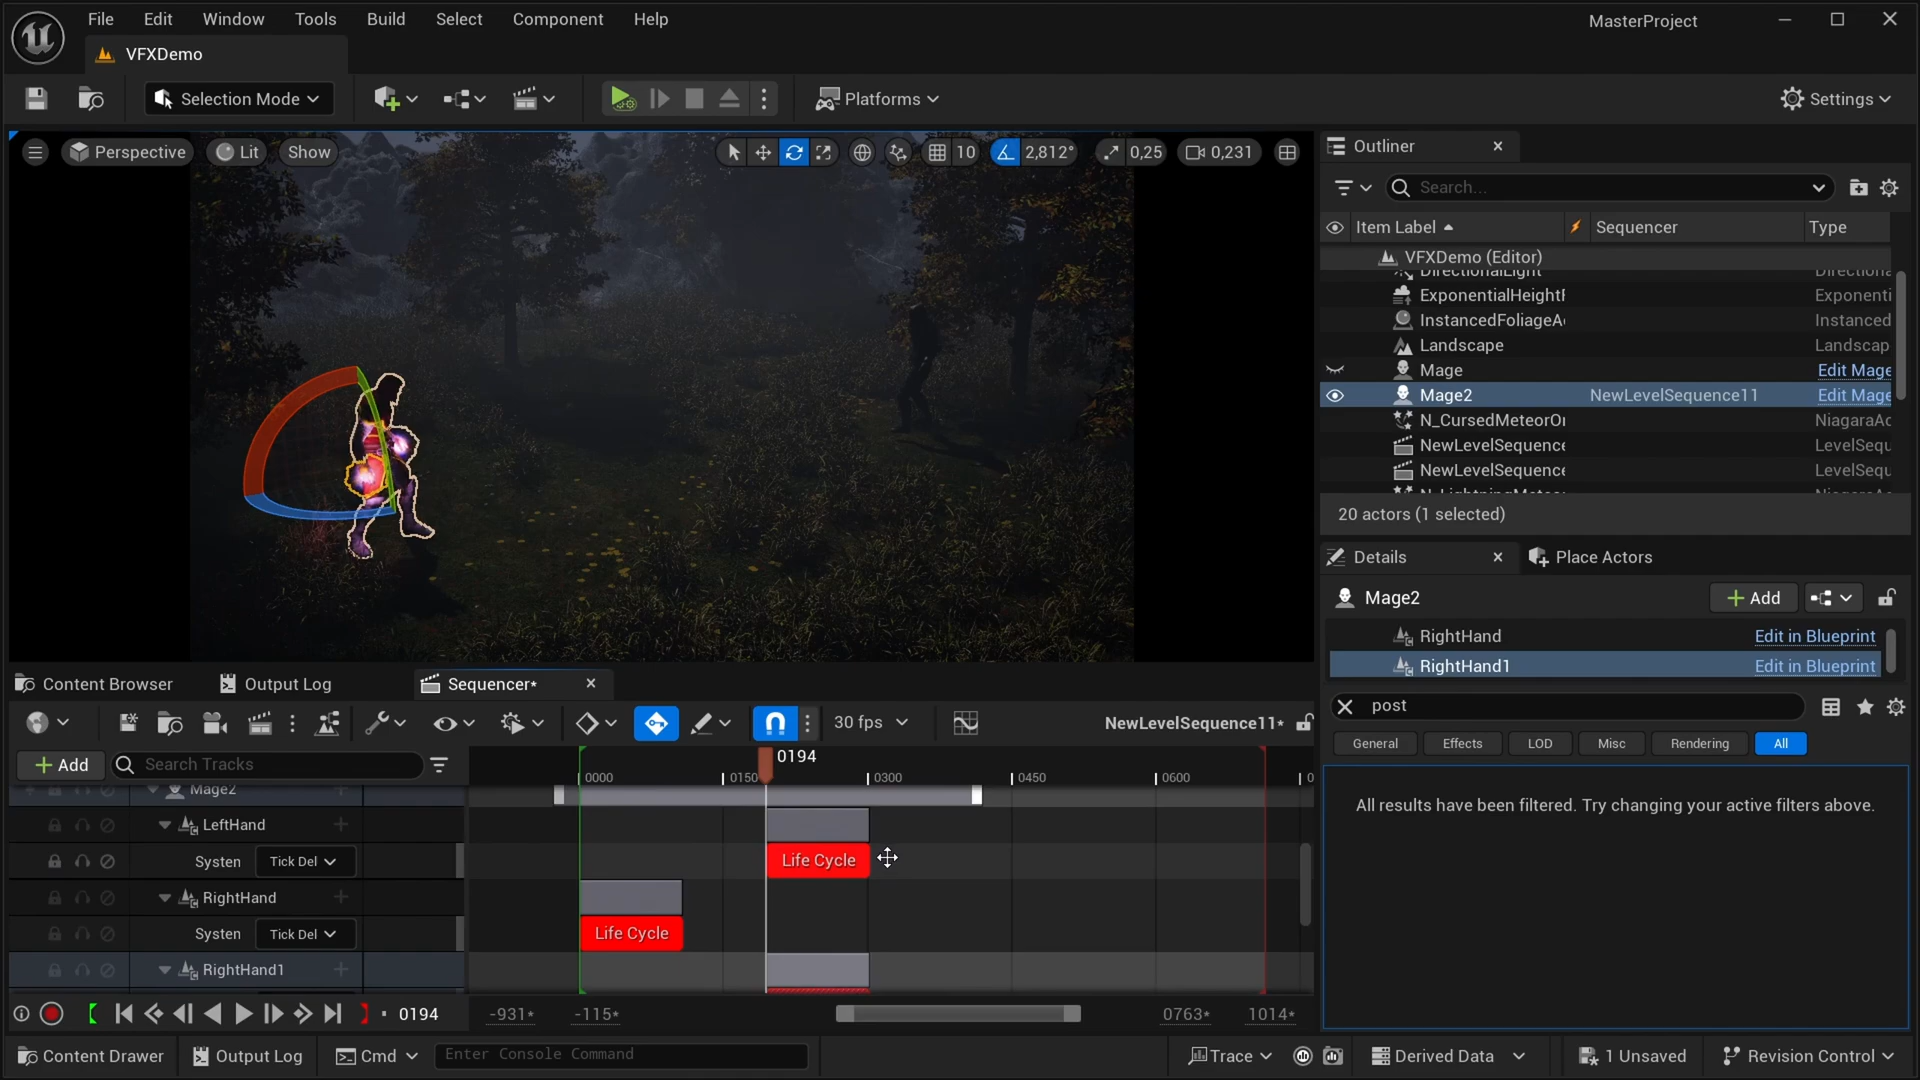 File Edit Window Tools Build Select Component Help
MasterProject
VFXDemo
Selection Mode
Platforms
Settings
Perspective Lit Show
10 2,812° 0,25 0,231
Outliner
Search...
Item Label Sequencer Type
VFXDemo (Editor)
DirectionalLight
ExponentialHeightF Exponenti
InstancedFoliageA Instanced
Landscape Landscap
Mage Edit Mage
Mage2 NewLevelSequence11 Edit Mage
N_CursedMeteorOr NiagaraAc
NewLevelSequence LevelSequ
NewLevelSequence LevelSequ
20 actors (1 selected)
Details Place Actors
Mage2 Add
RightHand Edit in Blueprint
RightHand1 Edit in Blueprint
post
General Effects LOD Misc Rendering All
All results have been filtered. Try changing your active filters above.
Content Browser Output Log Sequencer*
30 fps NewLevelSequence11*
Add Search Tracks
0194
0000 0150 0300 0450 0600 0
Mage2
LeftHand
Systen Tick Del Life Cycle
RightHand
Systen Tick Del Life Cycle
RightHand1
0194 -931* -115* 0763* 1014*
Content Drawer Output Log Cmd Enter Console Command Trace Derived Data 1 Unsaved Revision Control